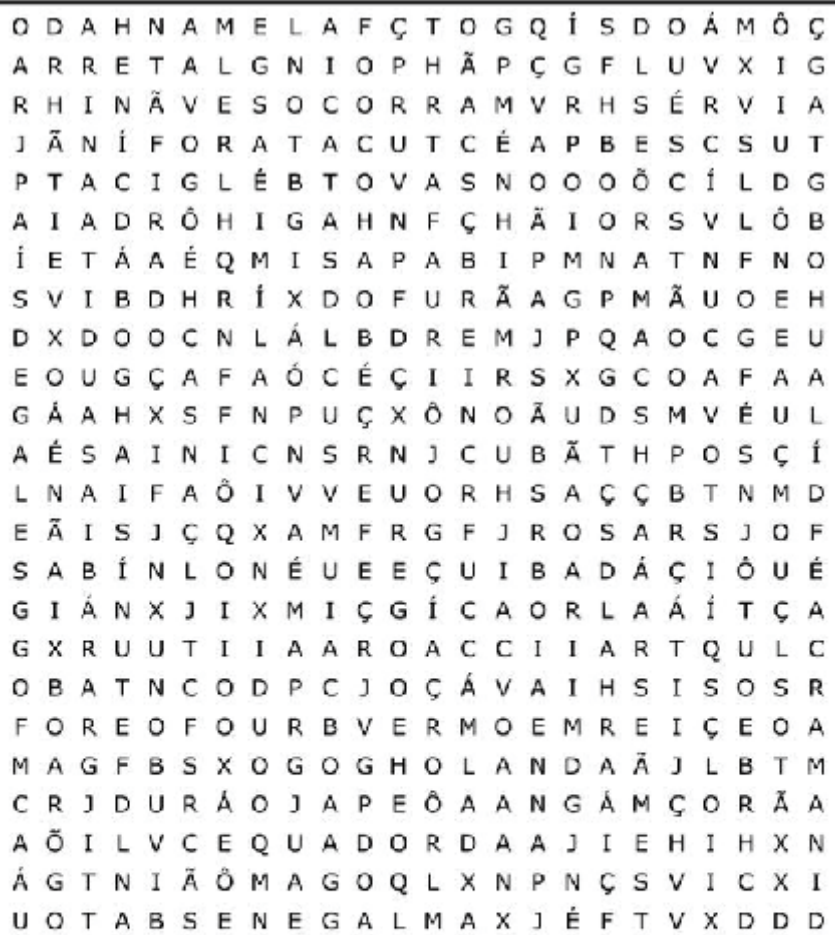 O D A H N A M E L A F Ç T O G Q Í S D O Á M Ô Ç
A R R E T A L G N I O P H Ã P Ç G F L U V X I G
R H I N Ã V E S O C O R R A M V R H S É R V I A
J Ã N Í F O R A T A C U T C É A P B E S C S U T
P T A C I G L É B T O V A S N O O O Õ C Í L D G
A I A D R Ô H I G A H N F Ç H Ã I O R S V L Ô B
Í E T Á A É Q M I S A P A B I P M N A T N F N O
S V I B D H R Í X D O F U R Ã A G P M Ã U O E H
D X D O O C N L Á L B D R E M J P Q A O C G E U
E O U G Ç A F A Ó C É Ç I I R S X G C O A F A A
G Á A H X S F N P U Ç X Ô N O Ã U D S M V É U L
A É S A I N I C N S R N J C U B Ã T H P O S Ç Í
L N A I F A Ô I V V E U O R H S A Ç Ç B T N M D
E Ã I S J Ç Q X A M F R G F J R O S A R S J O F
S A B Í N L O N É U E E Ç U I B A D Á Ç I Ô U É
G I Á N X J I X M I Ç G Í C A O R L A Á Í T Ç A
G X R U U T I I A A R O A C C I I A R T Q U L C
O B A T N C O D P C J O Ç Á V A I H S I S O S R
F O R E O F O U R B V E R M O E M R E I Ç E O A
M A G F B S X O G O G H O L A N D A Ã J L B T M
C R J D U R Á O J A P E Ô A A N G Á M Ç O R Ã A
A Õ I L V C E Q U A D O R D A A J I E H I H X N
Á G T N I Ã Ô M A G O Q L X N P N Ç S V I C X I
U O T A B S E N E G A L M A X J É F T V X D D D